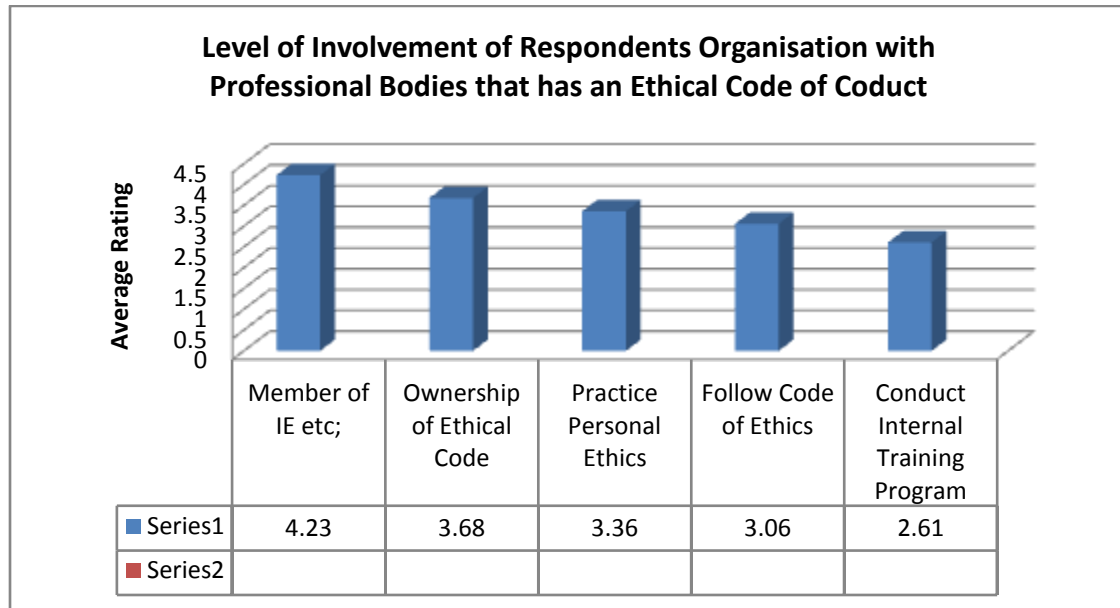 Level of Involvement of Respondents Organisation with
Professional Bodies that has an Ethical Code of Coduct
Average Rating
4.5
4
3.5
3
2.5
2
1.5
1
0.5
0
Member of
IE etc;
Ownership
of Ethical
Code
Practice
Personal
Ethics
Follow Code
of Ethics
Conduct
Internal
Training
Program
Series1 4.23 3.68 3.36 3.06 2.61
Series2